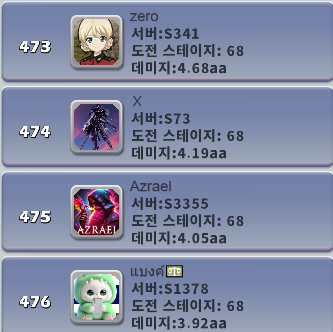 473
zero
서버:S341
도전 스테이지: 68
데미지:4.68aa
474
X
서버:S73
도전 스테이지: 68
데미지:4.19aa
475
AZRAEL
Azrael
서버:S3355
도전 스테이지: 68
데미지:4.05aa
476
แบงค์
서버:S1378
도전 스테이지: 68
데미지:3.92aa